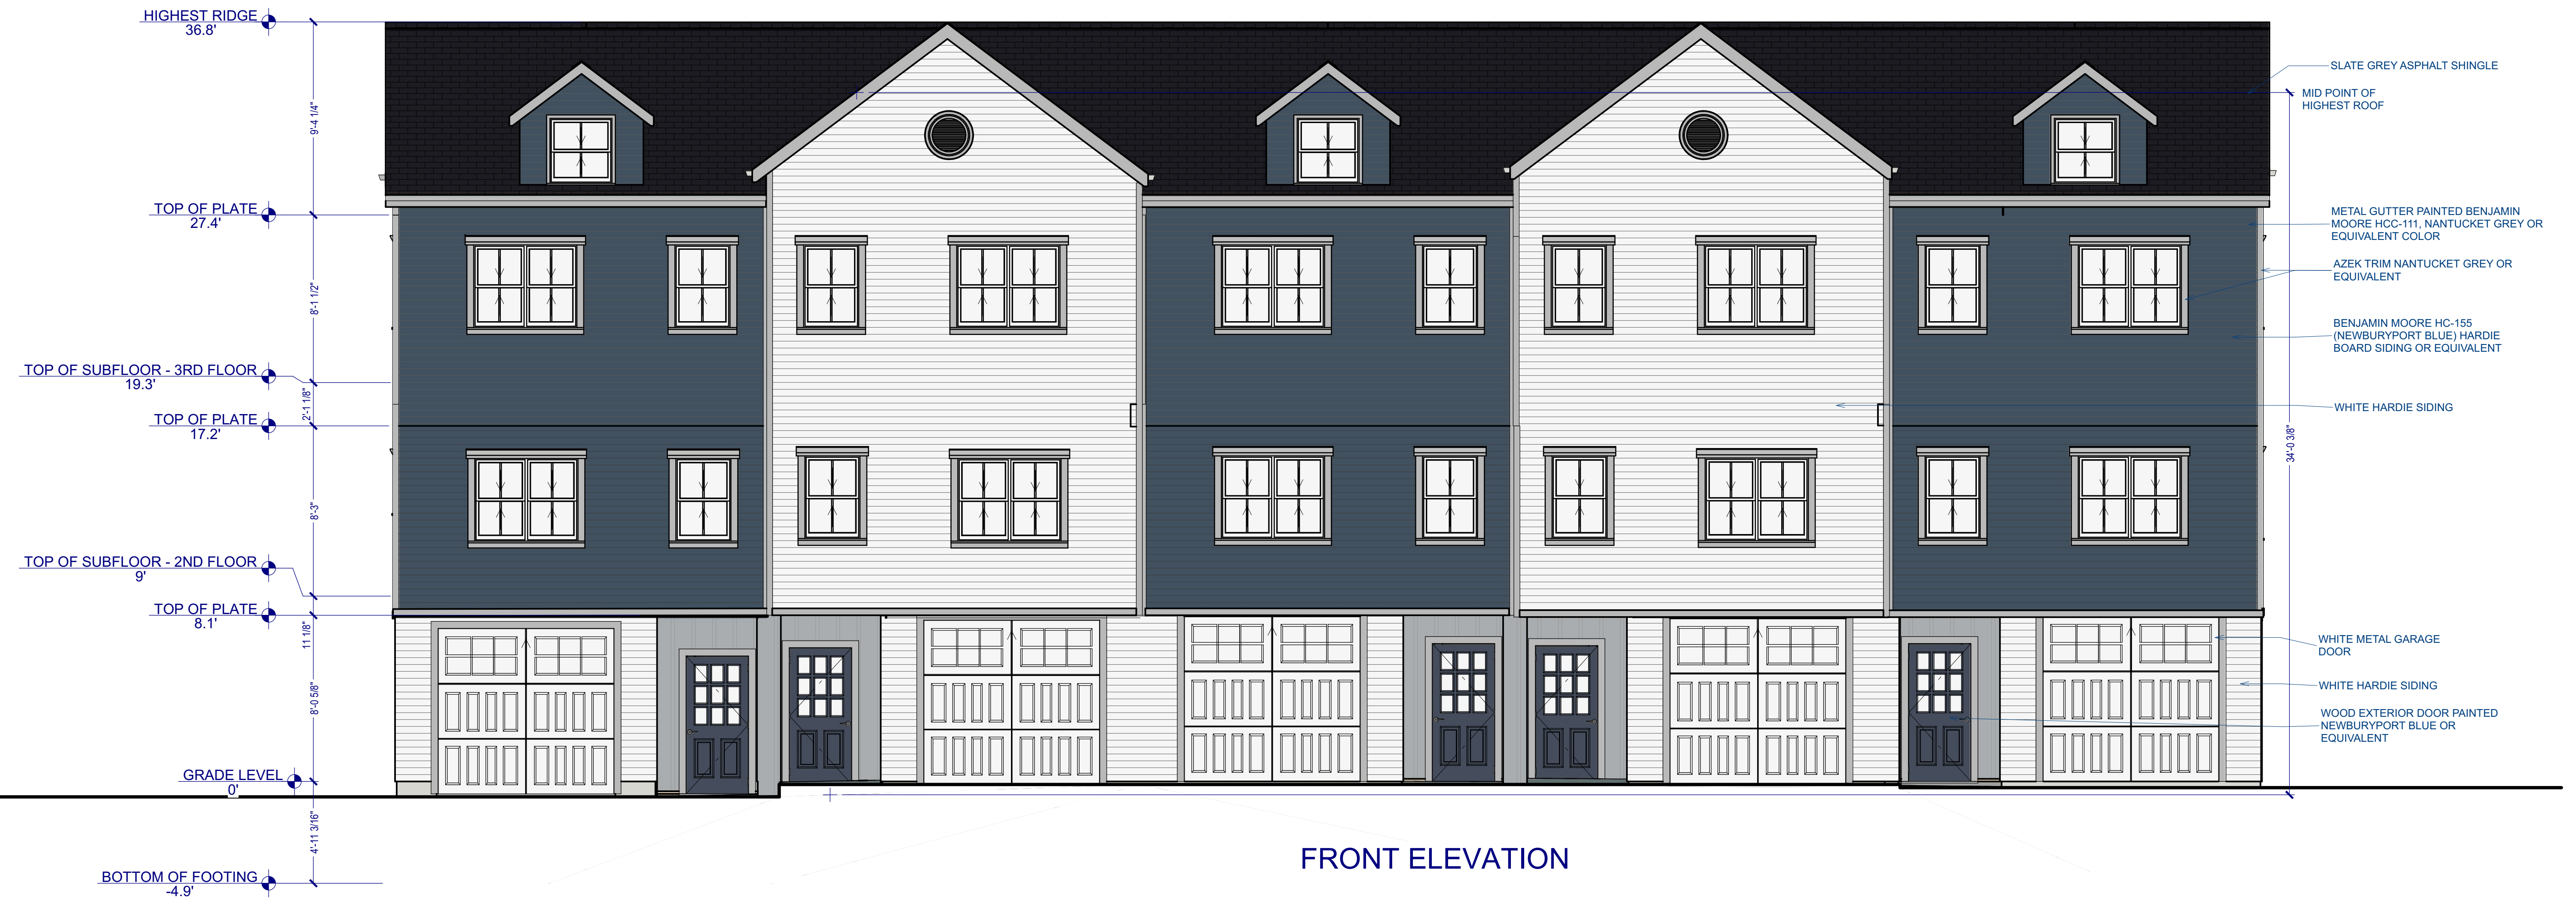 HIGHEST RIDGE
36.8'
9'-4 1/4"
TOP OF PLATE
27.4'
8'-1 1/2"
TOP OF SUBFLOOR - 3RD FLOOR
19.3'
2'-1 1/8"
TOP OF PLATE
17.2'
8'-3"
TOP OF SUBFLOOR - 2ND FLOOR
9'
TOP OF PLATE
8.1'
11 1/8"
8'-0 5/8"
GRADE LEVEL
0'
4'-11 3/16"
BOTTOM OF FOOTING
-4.9'
SLATE GREY ASPHALT SHINGLE
MID POINT OF
HIGHEST ROOF
METAL GUTTER PAINTED BENJAMIN
MOORE HCC-111, NANTUCKET GREY OR
EQUIVALENT COLOR
AZEK TRIM NANTUCKET GREY OR
EQUIVALENT
BENJAMIN MOORE HC-155
(NEWBURYPORT BLUE) HARDIE
BOARD SIDING OR EQUIVALENT
WHITE HARDIE SIDING
34'-0 3/8"
WHITE METAL GARAGE
DOOR
WHITE HARDIE SIDING
WOOD EXTERIOR DOOR PAINTED
NEWBURYPORT BLUE OR
EQUIVALENT
FRONT ELEVATION